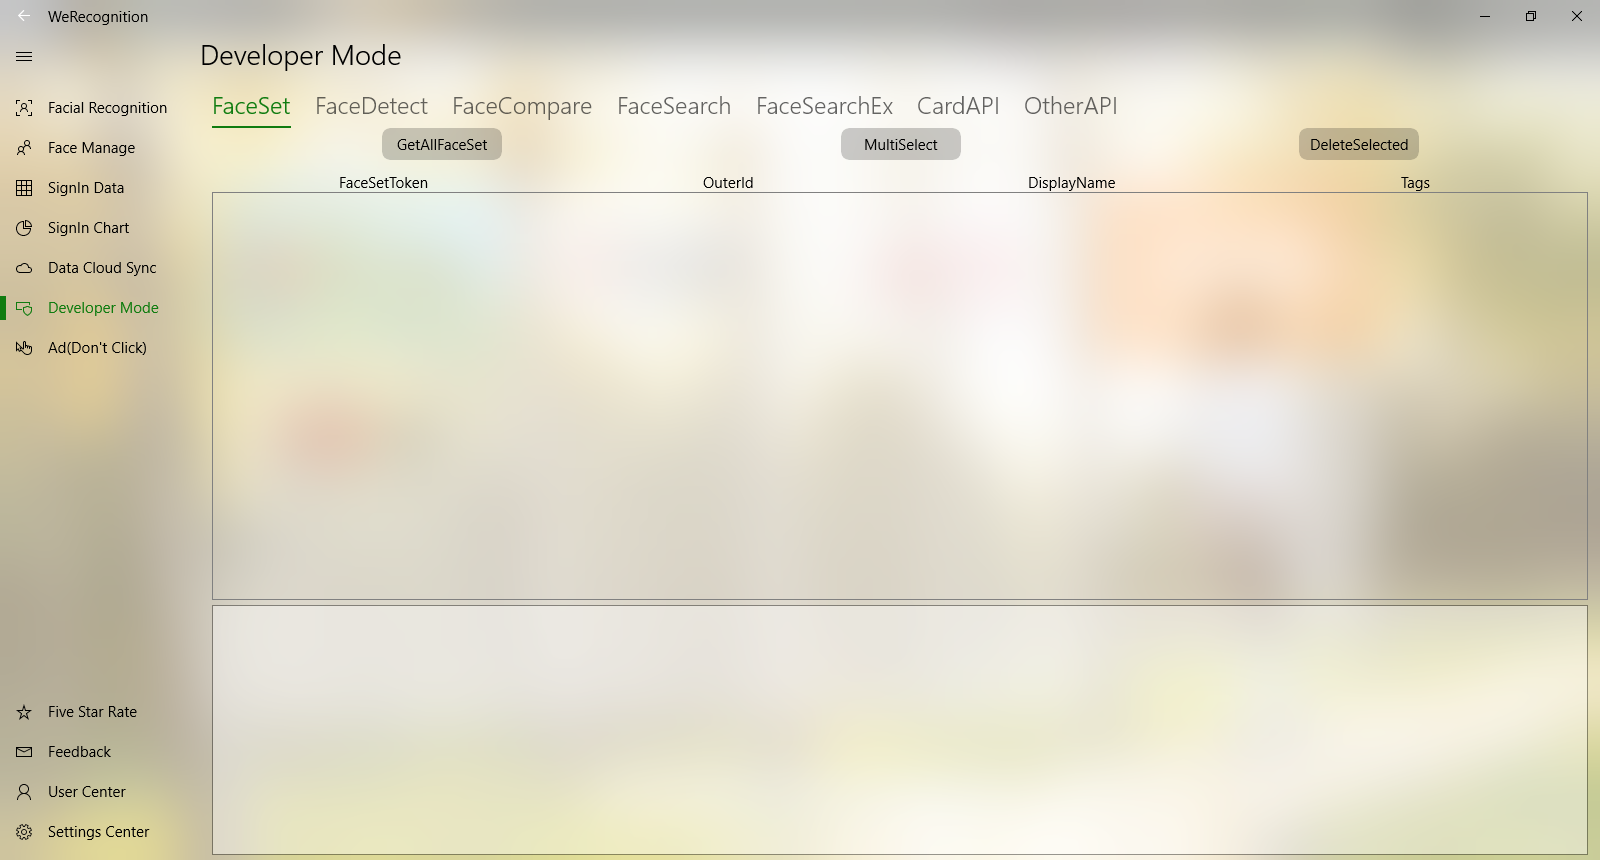 WeRecognition
Developer Mode
Facial Recognition
Face Manage
SignIn Data
SignIn Chart
Data Cloud Sync
Developer Mode
Ad(Don't Click)
Five Star Rate
Feedback
User Center
Settings Center
FaceSet FaceDetect FaceCompare FaceSearch FaceSearchEx CardAPI OtherAPI
GetAllFaceSet MultiSelect DeleteSelected
FaceSetToken OuterId DisplayName Tags